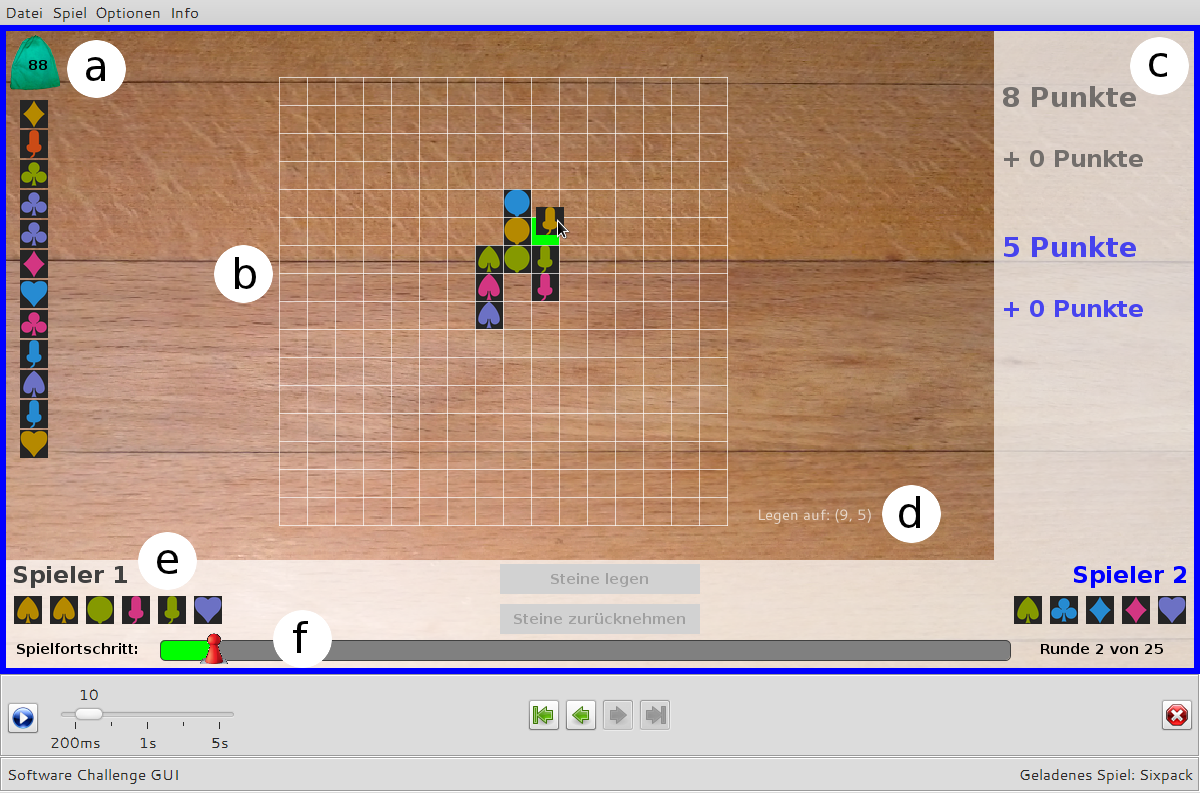 Datei Spiel Optionen Info
88
a
c
8 Punkte
+ 0 Punkte
5 Punkte
+ 0 Punkte
b
Legen auf: (9, 5)
d
e
Spieler 1
Steine legen
Spieler 2
Steine zurücknehmen
f
Spielfortschritt:
Runde 2 von 25
10
200ms 1s 5s
Software Challenge GUI
Geladenes Spiel: Sixpack